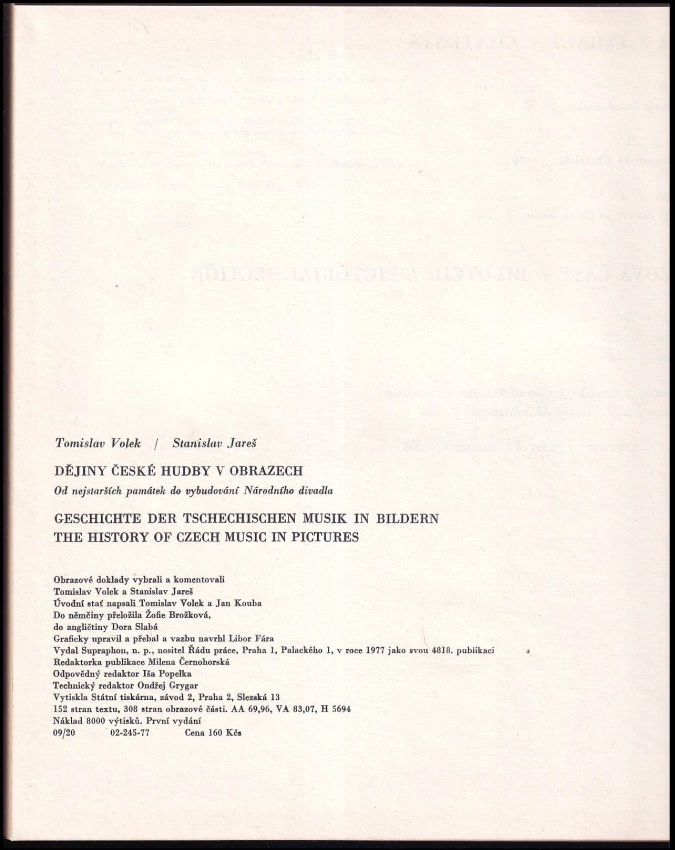 Tomislav Volek / Stanislav Jareš
DĚJINY ČESKÉ HUDBY V OBRAZECH
Od nejstarších památek do vybudování Národního divadla
GESCHICHTE DER TSCHECHISCHEN MUSIK IN BILDERN
THE HISTORY OF CZECH MUSIC IN PICTURES
Obrazové doklady vybrali a komentovali
Tomislav Volek a Stanislav Jareš
Úvodní stať napsali Tomislav Volek a Jan Kouba
Do němčiny přeložila Žofie Brožková,
do angličtiny Dora Slabá
Graficky upravil a přebal a vazbu navrhl Libor Fára
Vydal Supraphon, n. p., nositel Řádu práce, Praha 1, Palackého 1, v roce 1977 jako svou 4818. publikaci
Redaktorka publikace Milena Černohorská
Odpovědný redaktor Iša Popelka
Technický redaktor Ondřej Grygar
Vytiskla Státní tiskárna, závod 2, Praha 2, Slezská 13
152 stran textu, 308 stran obrazové části. AA 69,96, VA 83,07, H 5694
Náklad 8000 výtisků. První vydání
09/20 02-245-77 Cena 160 Kčs